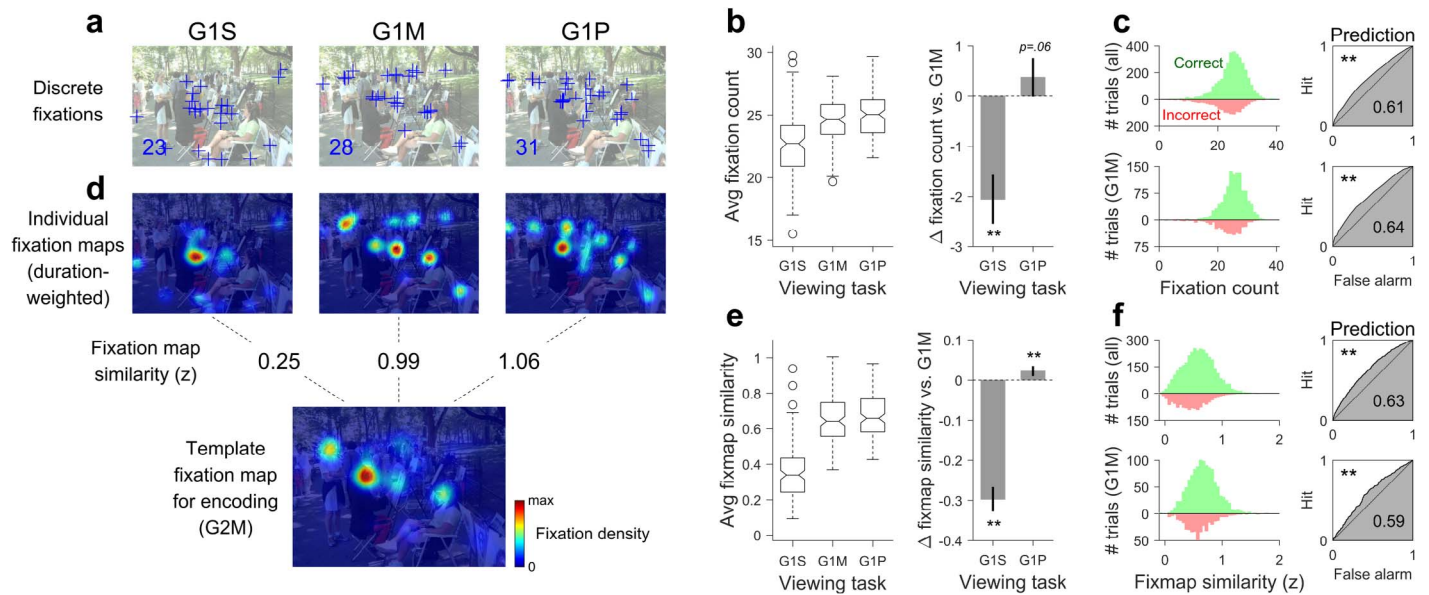 a
G1S
G1M
G1P
Discrete
fixations
23
28
31
b
30
25
20
15
Avg fixation count
G1S
G1M
G1P
Viewing task
1
0
-1
-2
-3
Δ fixation count vs. G1M
p=.06
**
G1S
G1P
Viewing task
c
400
200
0
200
# trials (all)
Correct
Incorrect
Prediction
1
Hit
0
**
0.61
0
1
150
75
0
75
# trials (G1M)
0
20
40
Fixation count
1
Hit
0
**
0.64
0
1
False alarm
d
Individual
fixation maps
(duration-
weighted)
Fixation map
similarity (z)
0.25
0.99
1.06
Template
fixation map
for encoding
(G2M)
max
0
Fixation density
e
1
0.8
0.6
0.4
0.2
0
Avg fixmap similarity
G1S
G1M
G1P
Viewing task
0.1
0
-0.1
-0.2
-0.3
-0.4
Δ fixmap similarity vs. G1M
**
**
G1S
G1P
Viewing task
f
300
150
0
150
# trials (all)
0
1
2
Prediction
1
Hit
0
**
0.63
0
1
100
50
0
50
# trials (G1M)
0
1
2
Fixmap similarity (z)
1
Hit
0
**
0.59
0
1
False alarm